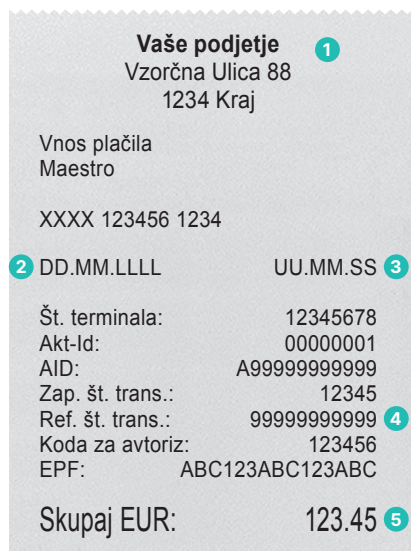 Vaše podjetje 1
Vzorčna Ulica 88
1234 Kraj
Vnos plačila
Maestro
XXXX 123456 1234
2 DD.MM.LLLL UU.MM.SS 3
Št. terminala: 12345678
Akt-Id: 00000001
AID: A99999999999
Zap. št. trans.: 12345
Ref. št. trans.: 99999999999 4
Koda za avtoriz: 123456
EPF: ABC123ABC123ABC
Skupaj EUR: 123.45 5